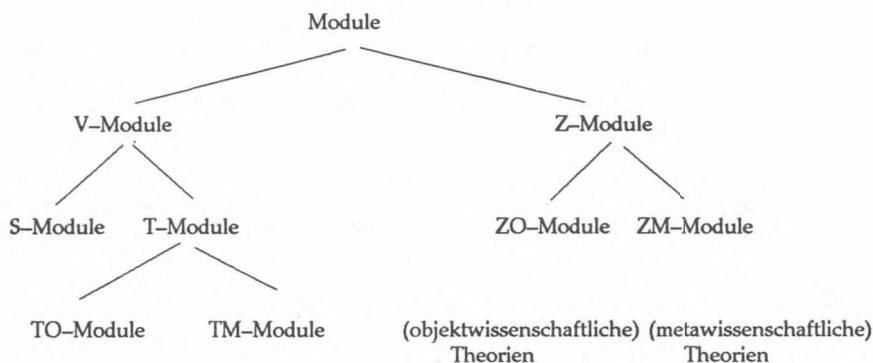 Module
V–Module Z–Module
S–Module T–Module ZO–Module ZM–Module
TO–Module TM–Module (objektwissenschaftliche) (metawissenschaftliche)
Theorien Theorien